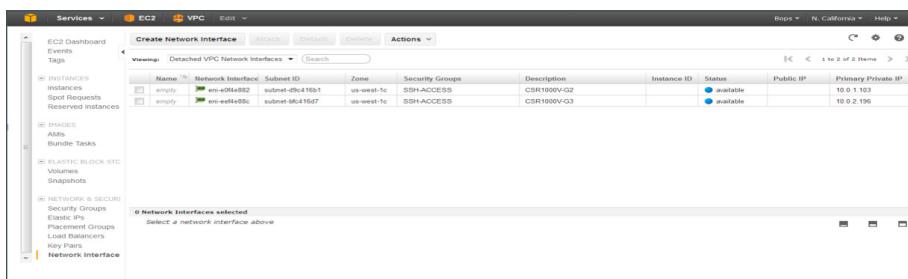 Services EC2 VPC Edit Bops N. California Help
EC2 Dashboard
Events
Tags
INSTANCES
Instances
Spot Requests
Reserved Instances
IMAGES
AMIs
Bundle Tasks
ELASTIC BLOCK STC
Volumes
Snapshots
NETWORK & SECURI
Security Groups
Elastic IPs
Placement Groups
Load Balancers
Key Pairs
Network Interface
Create Network Interface Attach Detach Delete Actions
Viewing: Detached VPC Network Interfaces Search 1 to 2 of 2 Items
Name Network Interface Subnet ID Zone Security Groups Description Instance ID Status Public IP Primary Private IP
empty eni-e0f4e882 subnet-d9c416b1 us-west-1c SSH-ACCESS CSR1000V-G2 available 10.0.1.103
empty eni-eef4e88c subnet-bfc416d7 us-west-1c SSH-ACCESS CSR1000V-G3 available 10.0.2.196
0 Network Interfaces selected
Select a network interface above